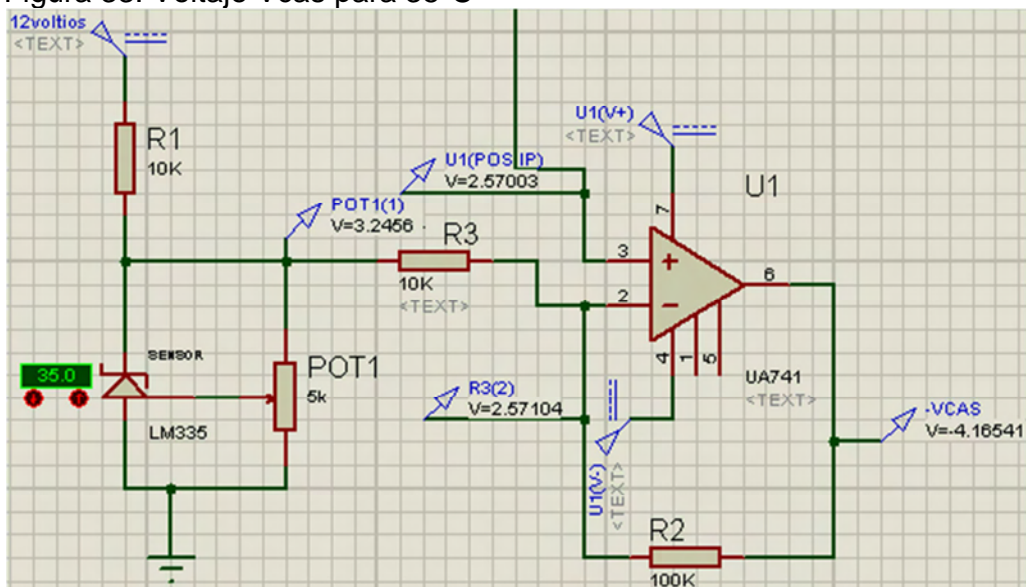 Figura 33. Voltaje Vcas para 35°C
12voltios
<TEXT>
R1
10K
U1(V+)
<TEXT>
U1(POS IP)
V=2.57003
U1
POT1(1)
V=3.2456
R3
10K
<TEXT>
7
3
2
6
4
1
5
SENSOR
35.0
POT1
5k
LM335
R3(2)
V=2.57104
UA741
<TEXT>
-VCAS
V=-4.16541
U1(V-)
<TEXT>
R2
100K